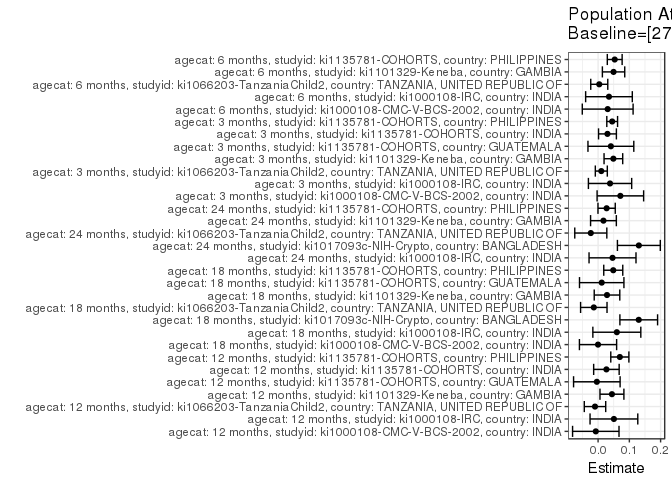 Population At
Baseline=[27
agecat: 6 months, studyid: ki1135781-COHORTS, country: PHILIPPINES
agecat: 6 months, studyid: ki1101329-Keneba, country: GAMBIA
agecat: 6 months, studyid: ki1066203-TanzaniaChild2, country: TANZANIA, UNITED REPUBLIC OF
agecat: 6 months, studyid: ki1000108-IRC, country: INDIA
agecat: 6 months, studyid: ki1000108-CMC-V-BCS-2002, country: INDIA
agecat: 3 months, studyid: ki1135781-COHORTS, country: PHILIPPINES
agecat: 3 months, studyid: ki1135781-COHORTS, country: INDIA
agecat: 3 months, studyid: ki1135781-COHORTS, country: GUATEMALA
agecat: 3 months, studyid: ki1101329-Keneba, country: GAMBIA
agecat: 3 months, studyid: ki1066203-TanzaniaChild2, country: TANZANIA, UNITED REPUBLIC OF
agecat: 3 months, studyid: ki1000108-IRC, country: INDIA
agecat: 3 months, studyid: ki1000108-CMC-V-BCS-2002, country: INDIA
agecat: 24 months, studyid: ki1135781-COHORTS, country: PHILIPPINES
agecat: 24 months, studyid: ki1101329-Keneba, country: GAMBIA
agecat: 24 months, studyid: ki1066203-TanzaniaChild2, country: TANZANIA, UNITED REPUBLIC OF
agecat: 24 months, studyid: ki1017093c-NIH-Crypto, country: BANGLADESH
agecat: 24 months, studyid: ki1000108-IRC, country: INDIA
agecat: 18 months, studyid: ki1135781-COHORTS, country: PHILIPPINES
agecat: 18 months, studyid: ki1135781-COHORTS, country: GUATEMALA
agecat: 18 months, studyid: ki1101329-Keneba, country: GAMBIA
agecat: 18 months, studyid: ki1066203-TanzaniaChild2, country: TANZANIA, UNITED REPUBLIC OF
agecat: 18 months, studyid: ki1017093c-NIH-Crypto, country: BANGLADESH
agecat: 18 months, studyid: ki1000108-IRC, country: INDIA
agecat: 18 months, studyid: ki1000108-CMC-V-BCS-2002, country: INDIA
agecat: 12 months, studyid: ki1135781-COHORTS, country: PHILIPPINES
agecat: 12 months, studyid: ki1135781-COHORTS, country: INDIA
agecat: 12 months, studyid: ki1135781-COHORTS, country: GUATEMALA
agecat: 12 months, studyid: ki1101329-Keneba, country: GAMBIA
agecat: 12 months, studyid: ki1066203-TanzaniaChild2, country: TANZANIA, UNITED REPUBLIC OF
agecat: 12 months, studyid: ki1000108-IRC, country: INDIA
agecat: 12 months, studyid: ki1000108-CMC-V-BCS-2002, country: INDIA
0.0 0.1 0.2
Estimate